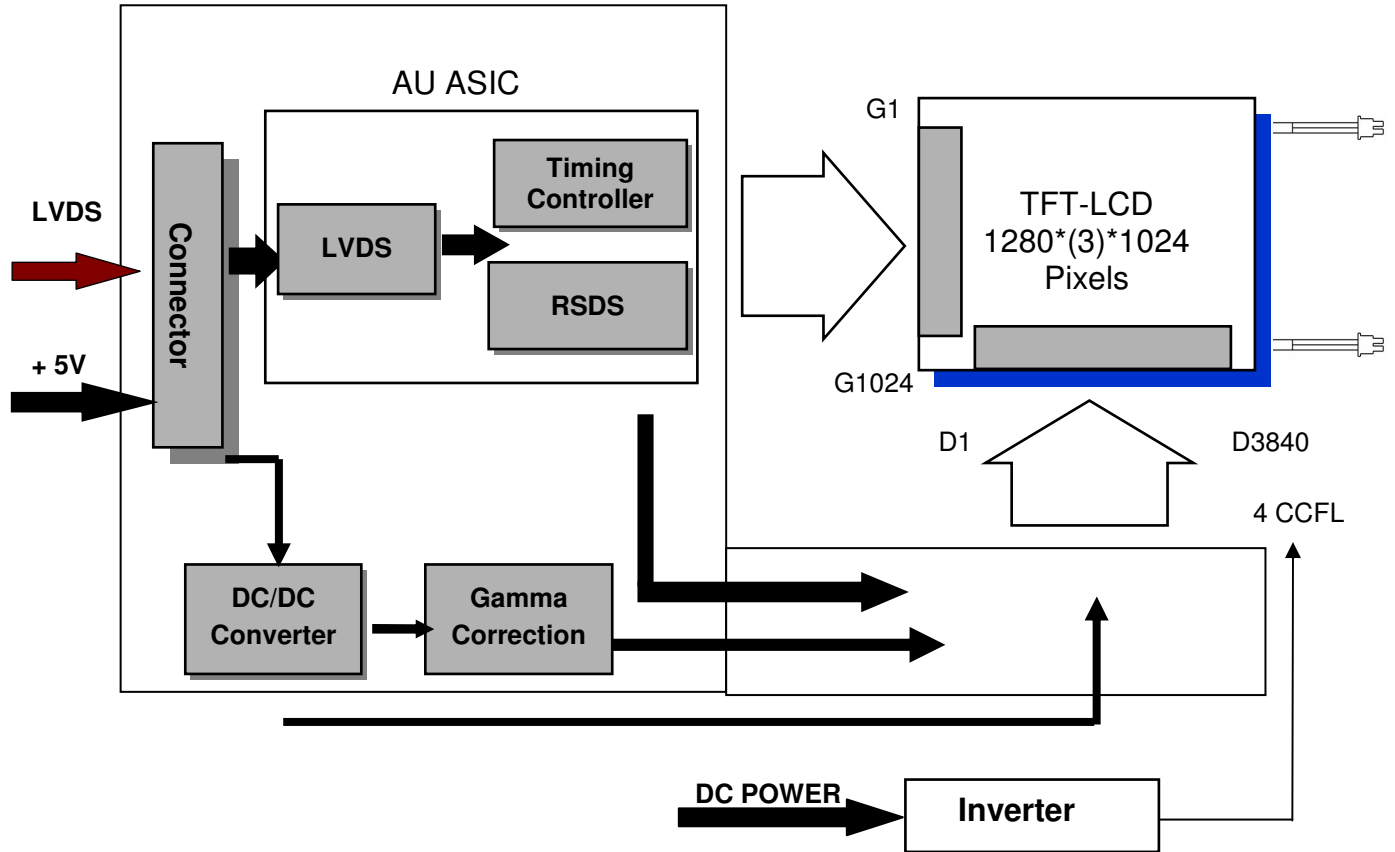 AU ASIC
G1
Timing
Controller
TFT-LCD
1280*(3)*1024
Pixels
LVDS
Connector
LVDS
RSDS
+ 5V
G1024
D1
D3840
4 CCFL
DC/DC
Converter
Gamma
Correction
DC POWER
Inverter